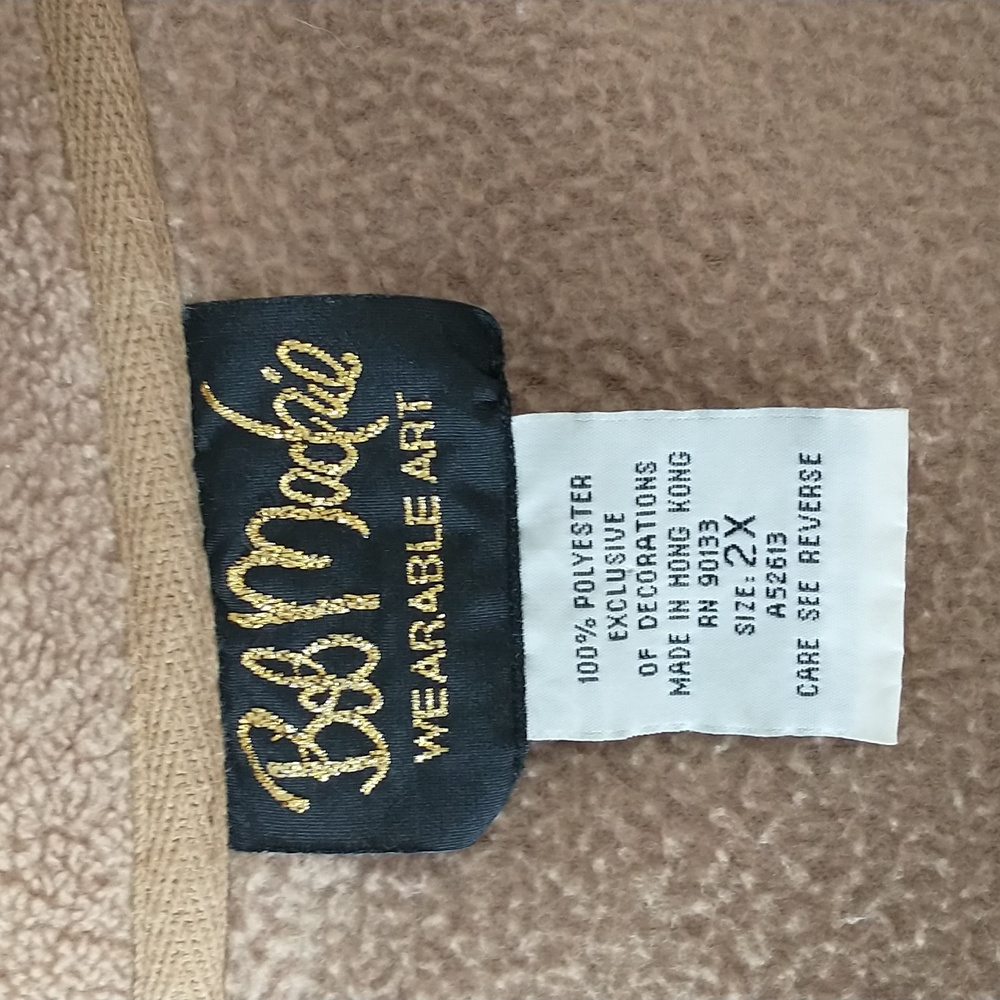 Bob Mackie
WEARABLE ART
100% POLYESTER
EXCLUSIVE
OF DECORATIONS
MADE IN HONG KONG
RN 90133
SIZE: 2X
A52613
CARE SEE REVERSE